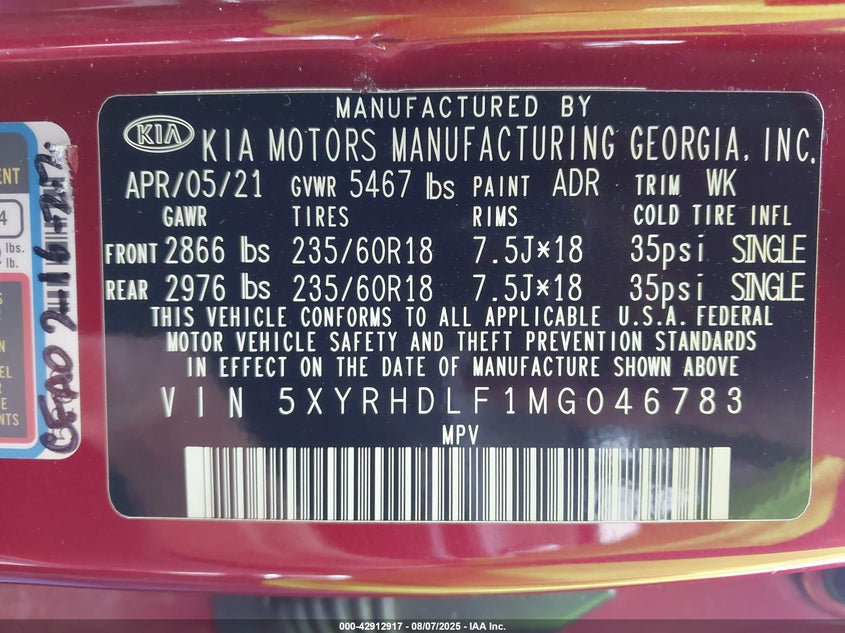 MANUFACTURED BY
KIA KIA MOTORS MANUFACTURING GEORGIA, INC.
APR/05/21 GVWR 5467 lbs PAINT ADR TRIM WK
GAWR TIRES RIMS COLD TIRE INFL
FRONT 2866 lbs 235/60R18 7.5J*18 35psi SINGLE
REAR 2976 lbs 235/60R18 7.5J*18 35psi SINGLE
THIS VEHICLE CONFORMS TO ALL APPLICABLE U.S.A. FEDERAL
MOTOR VEHICLE SAFETY AND THEFT PREVENTION STANDARDS
IN EFFECT ON THE DATE OF MANUFACTURE SHOWN ABOVE
VIN 5XYRHDLF1MG046783
MPV
4
lbs.
lb.
000-42912917 - 08/07/2025 - IAA Inc.